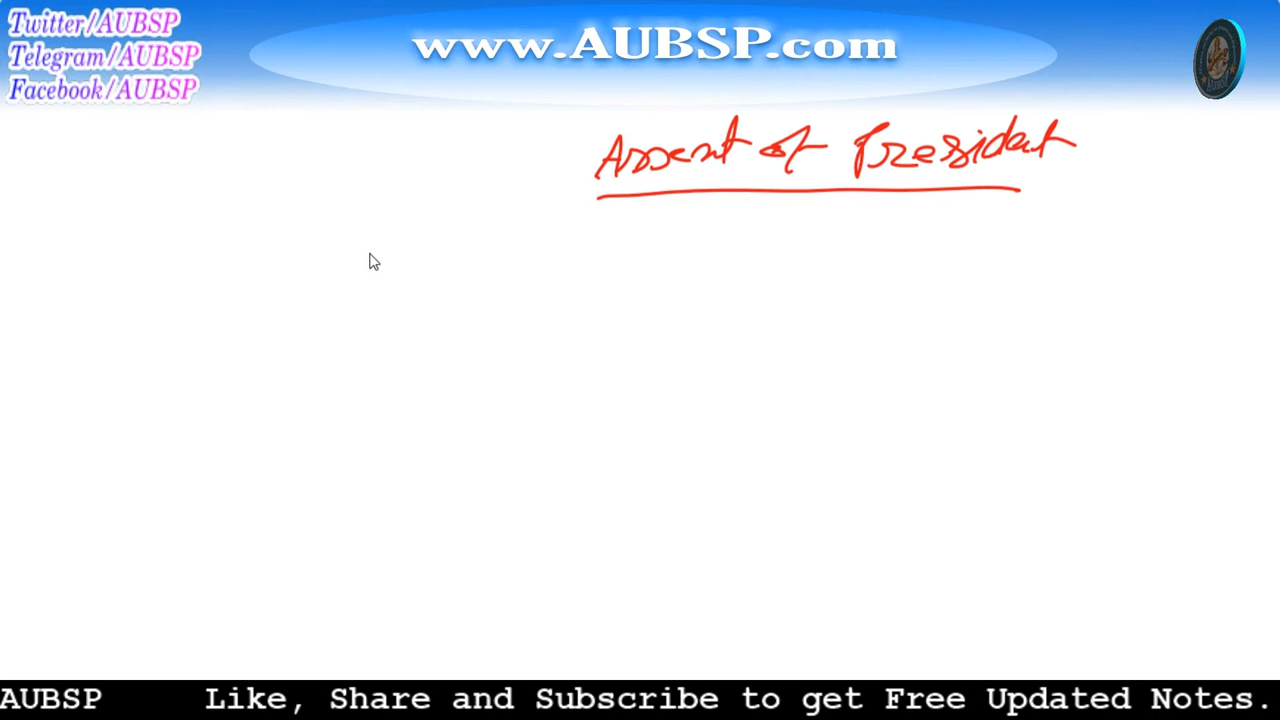 Twitter/AUBSP
Telegram/AUBSP
Facebook/AUBSP
www.AUBSP.com
Assent of President
AUBSP Like, Share and Subscribe to get Free Updated Notes.